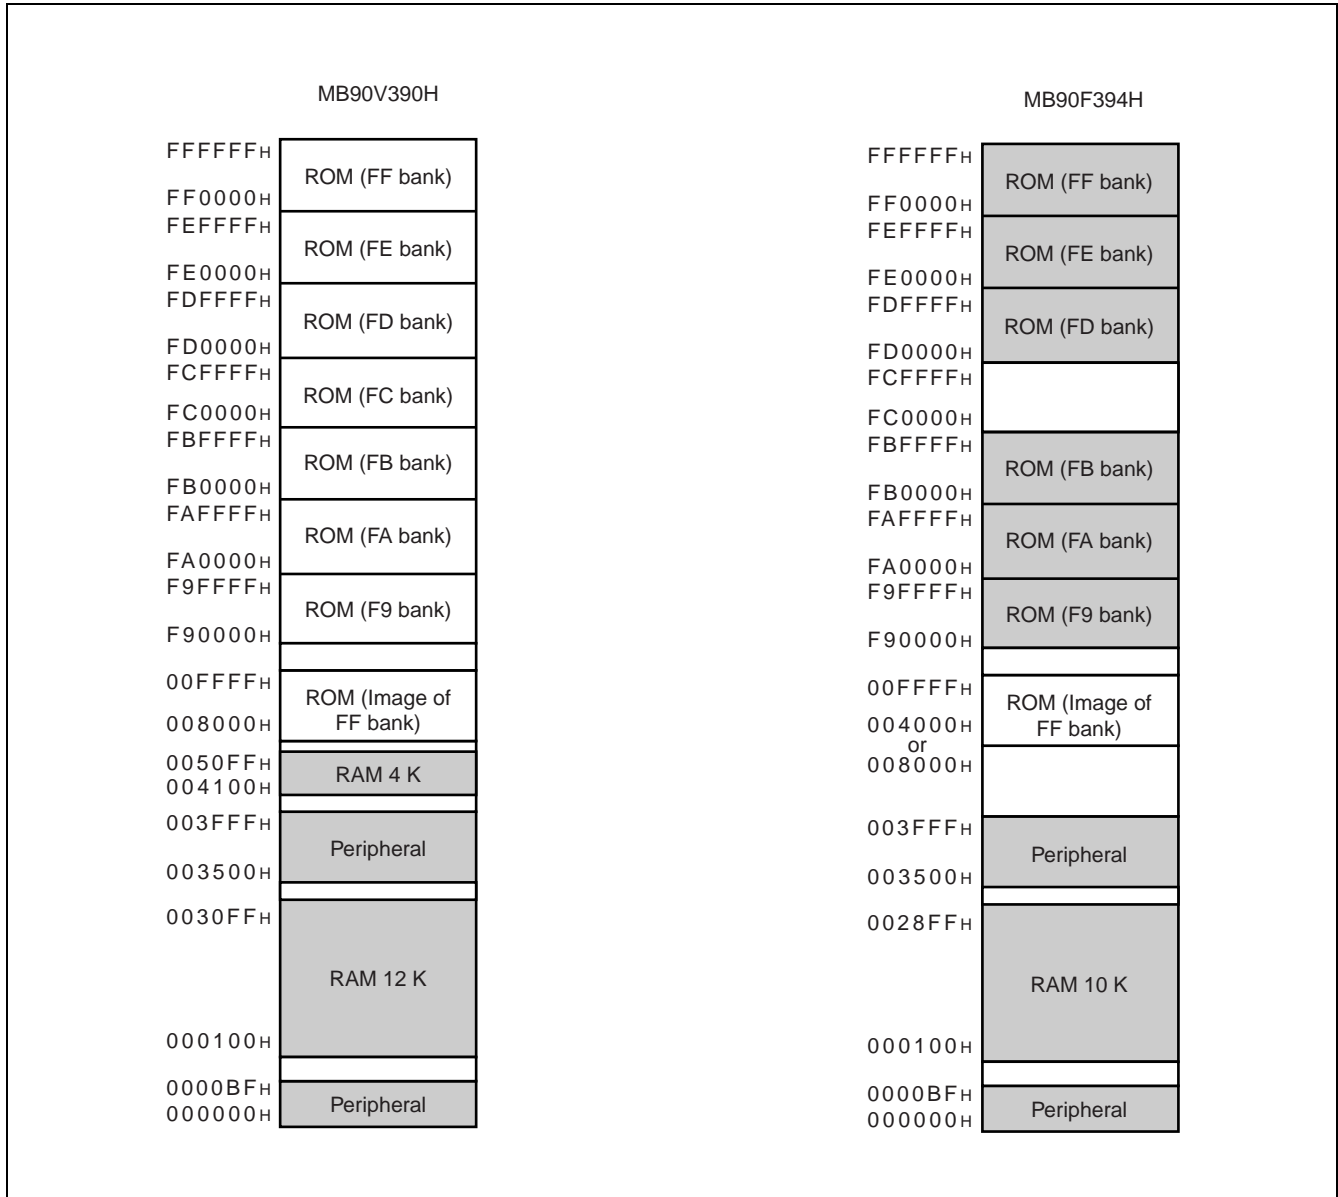 MB90V390H
FFFFFFH
ROM (FF bank)
FF0000H
FEFFFFH
ROM (FE bank)
FE0000H
FDFFFFH
ROM (FD bank)
FD0000H
FCFFFFH
ROM (FC bank)
FC0000H
FBFFFFH
ROM (FB bank)
FB0000H
FAFFFFH
ROM (FA bank)
FA0000H
F9FFFFH
ROM (F9 bank)
F90000H
00FFFFH
ROM (Image of
FF bank)
008000H
0050FFH
RAM 4 K
004100H
003FFFH
Peripheral
003500H
0030FFH
RAM 12 K
000100H
0000BFH
Peripheral
000000H
MB90F394H
FFFFFFH
ROM (FF bank)
FF0000H
FEFFFFH
ROM (FE bank)
FE0000H
FDFFFFH
ROM (FD bank)
FD0000H
FCFFFFH
FC0000H
FBFFFFH
ROM (FB bank)
FB0000H
FAFFFFH
ROM (FA bank)
FA0000H
F9FFFFH
ROM (F9 bank)
F90000H
00FFFFH
ROM (Image of
FF bank)
004000H
or
008000H
003FFFH
Peripheral
003500H
0028FFH
RAM 10 K
000100H
0000BFH
Peripheral
000000H